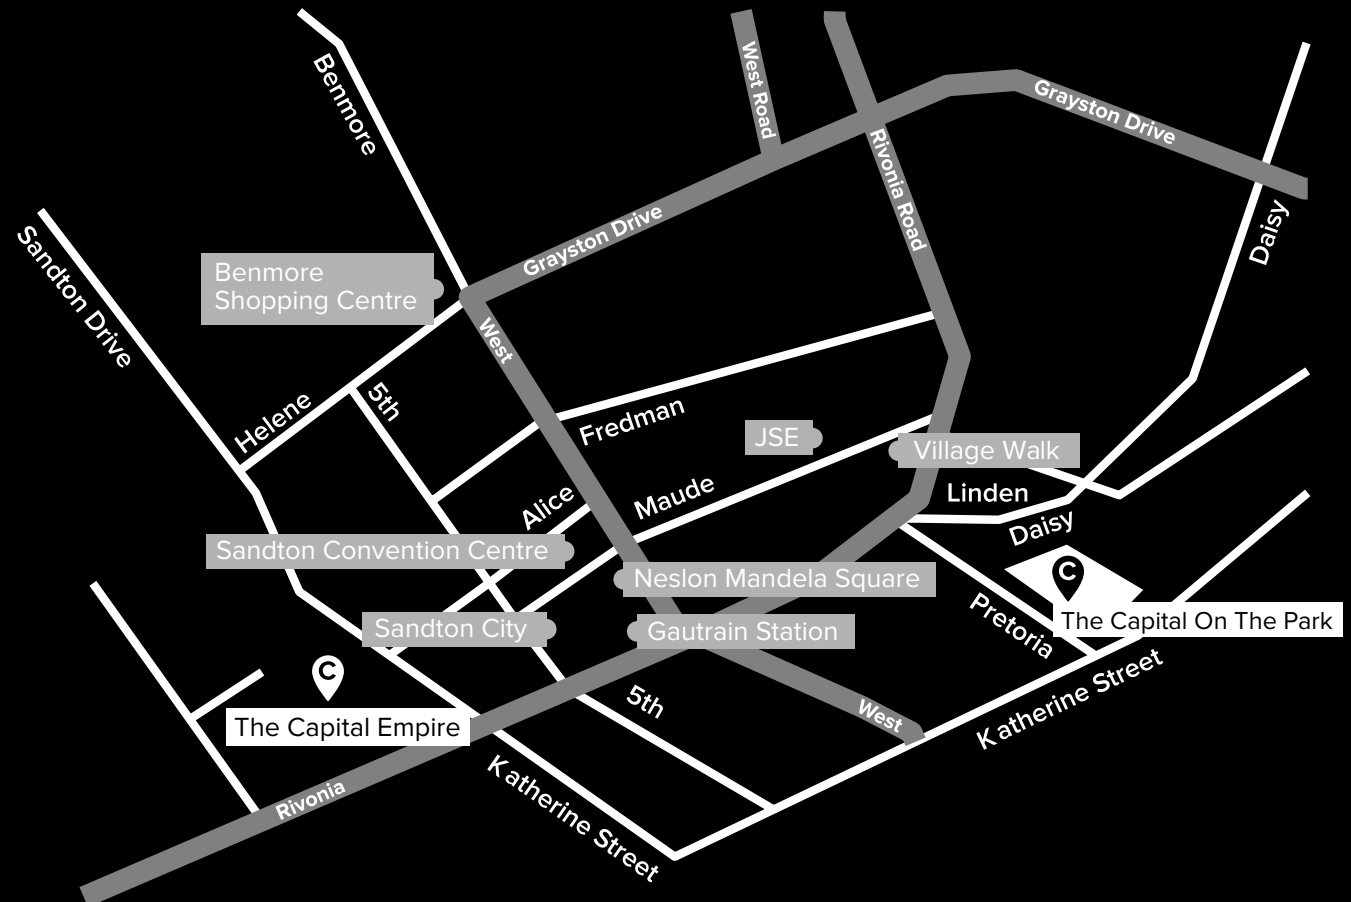 Benmore
West Road
Grayston Drive
Rivonia Road
Daisy
Grayston Drive
Sandton Drive
Benmore
Shopping Centre
West
Helene
5th
Fredman
JSE
Village Walk
Alice
Maude
Linden
Daisy
Sandton Convention Centre
Neslon Mandela Square
C
Pretoria
The Capital On The Park
Sandton City
Gautrain Station
C
The Capital Empire
5th
West
Katherine Street
Rivonia
Katherine Street